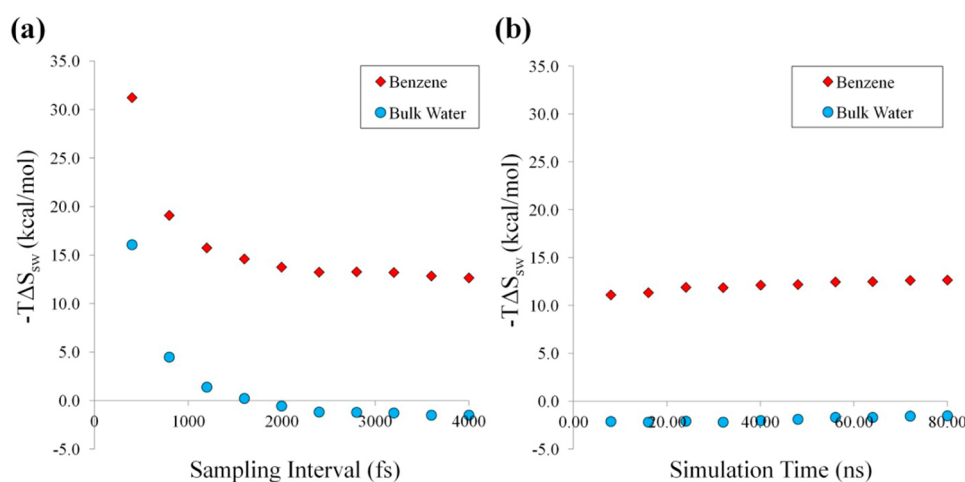 (a)
35.0
30.0
25.0
20.0
15.0
10.0
5.0
0.0
-5.0
-TΔS_sw (kcal/mol)
Benzene
Bulk Water
0
1000
2000
3000
4000
Sampling Interval (fs)
(b)
35.0
30.0
25.0
20.0
15.0
10.0
5.0
0.0
-5.0
-TΔS_sw (kcal/mol)
Benzene
Bulk Water
0.00
20.00
40.00
60.00
80.00
Simulation Time (ns)